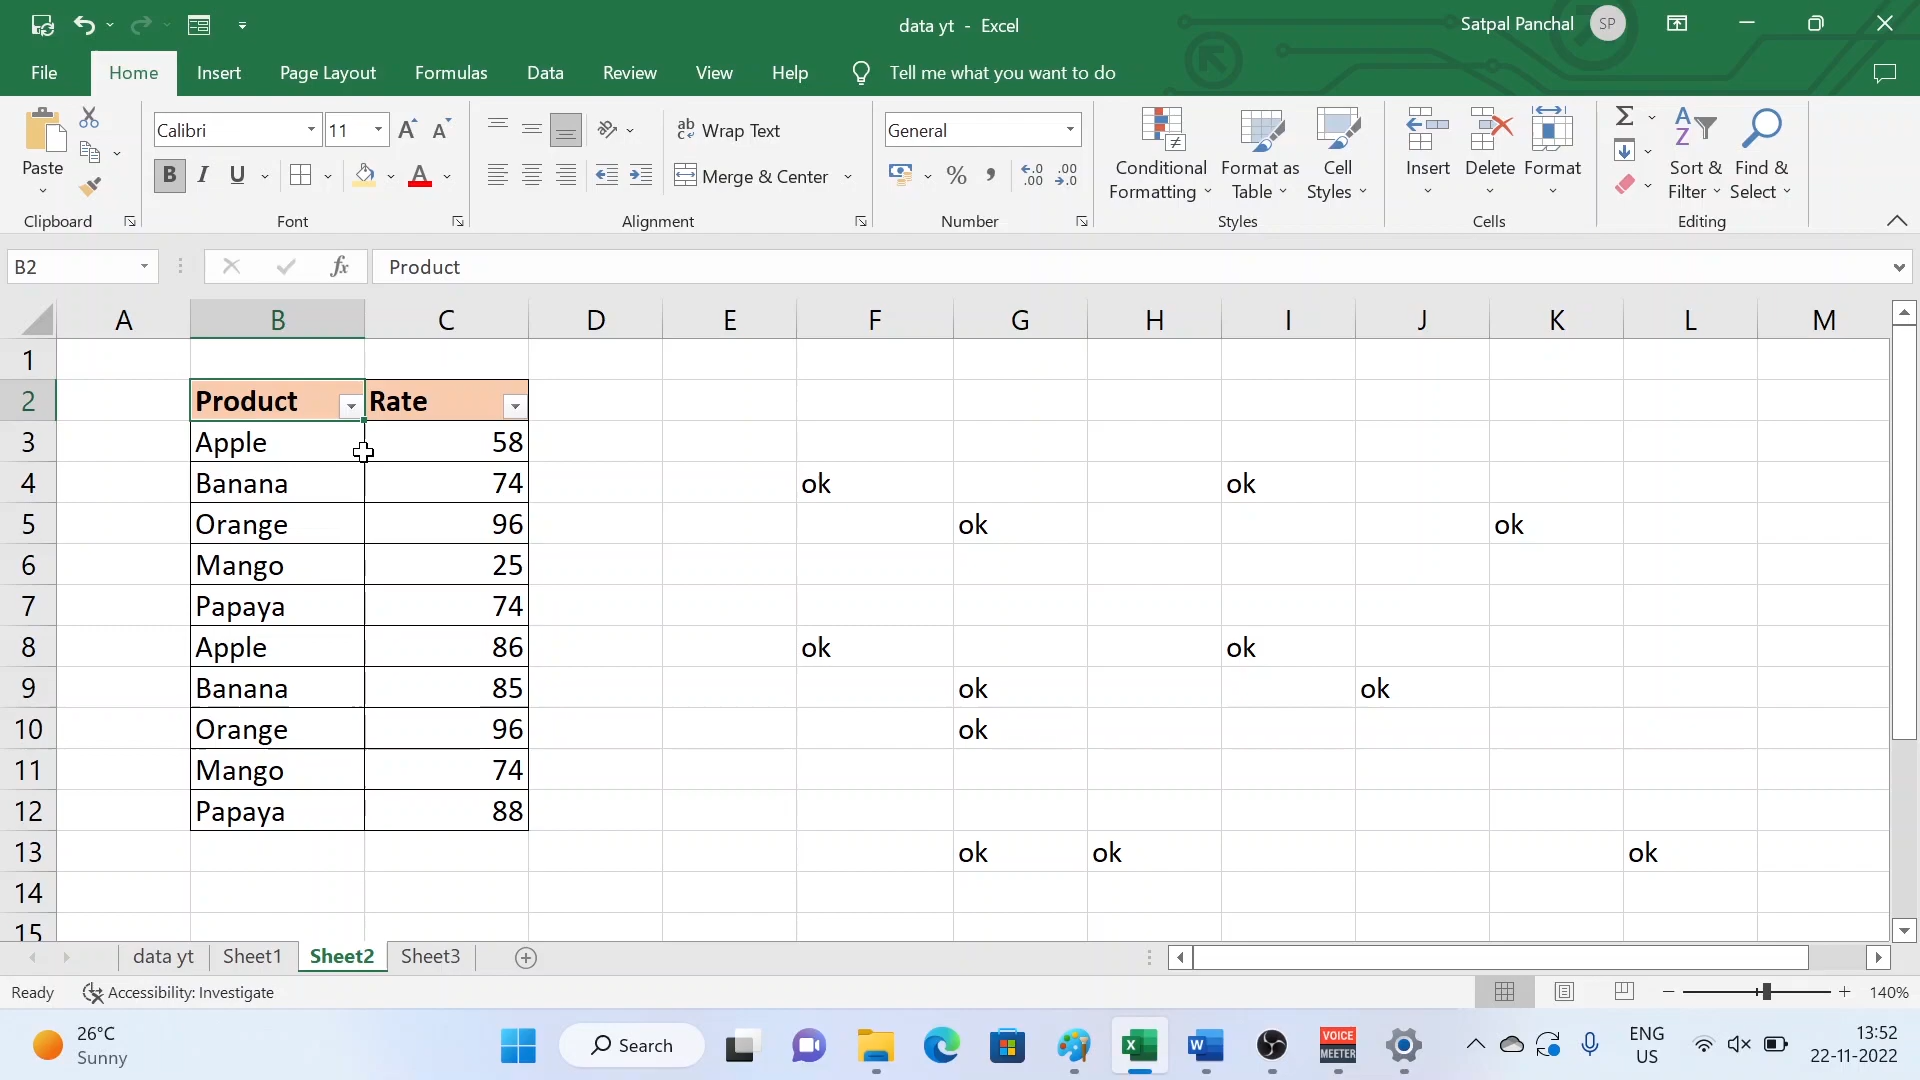 data yt - Excel
Satpal Panchal SP
File Home Insert Page Layout Formulas Data Review View Help Tell me what you want to do
Paste
Clipboard
Calibri 11 A A
B I U A
Font
ab c Wrap Text
Merge & Center
Alignment
General
% , .0 .00 .00 .0
Number
Conditional Formatting
Format as Table
Cell Styles
Styles
Insert Delete Format
Cells
Σ
A Z
Sort & Filter
Find & Select
Editing
B2 fx Product
A B C D E F G H I J K L M
1
2 Product Rate
3 Apple 58
4 Banana 74 ok ok
5 Orange 96 ok ok
6 Mango 25
7 Papaya 74
8 Apple 86 ok ok
9 Banana 85 ok ok
10 Orange 96 ok
11 Mango 74
12 Papaya 88
13 ok ok ok
14
15
data yt Sheet1 Sheet2 Sheet3
Ready Accessibility: Investigate 140%
26°C
Sunny
Search
VOICE MEETER
ENG
US
13:52
22-11-2022